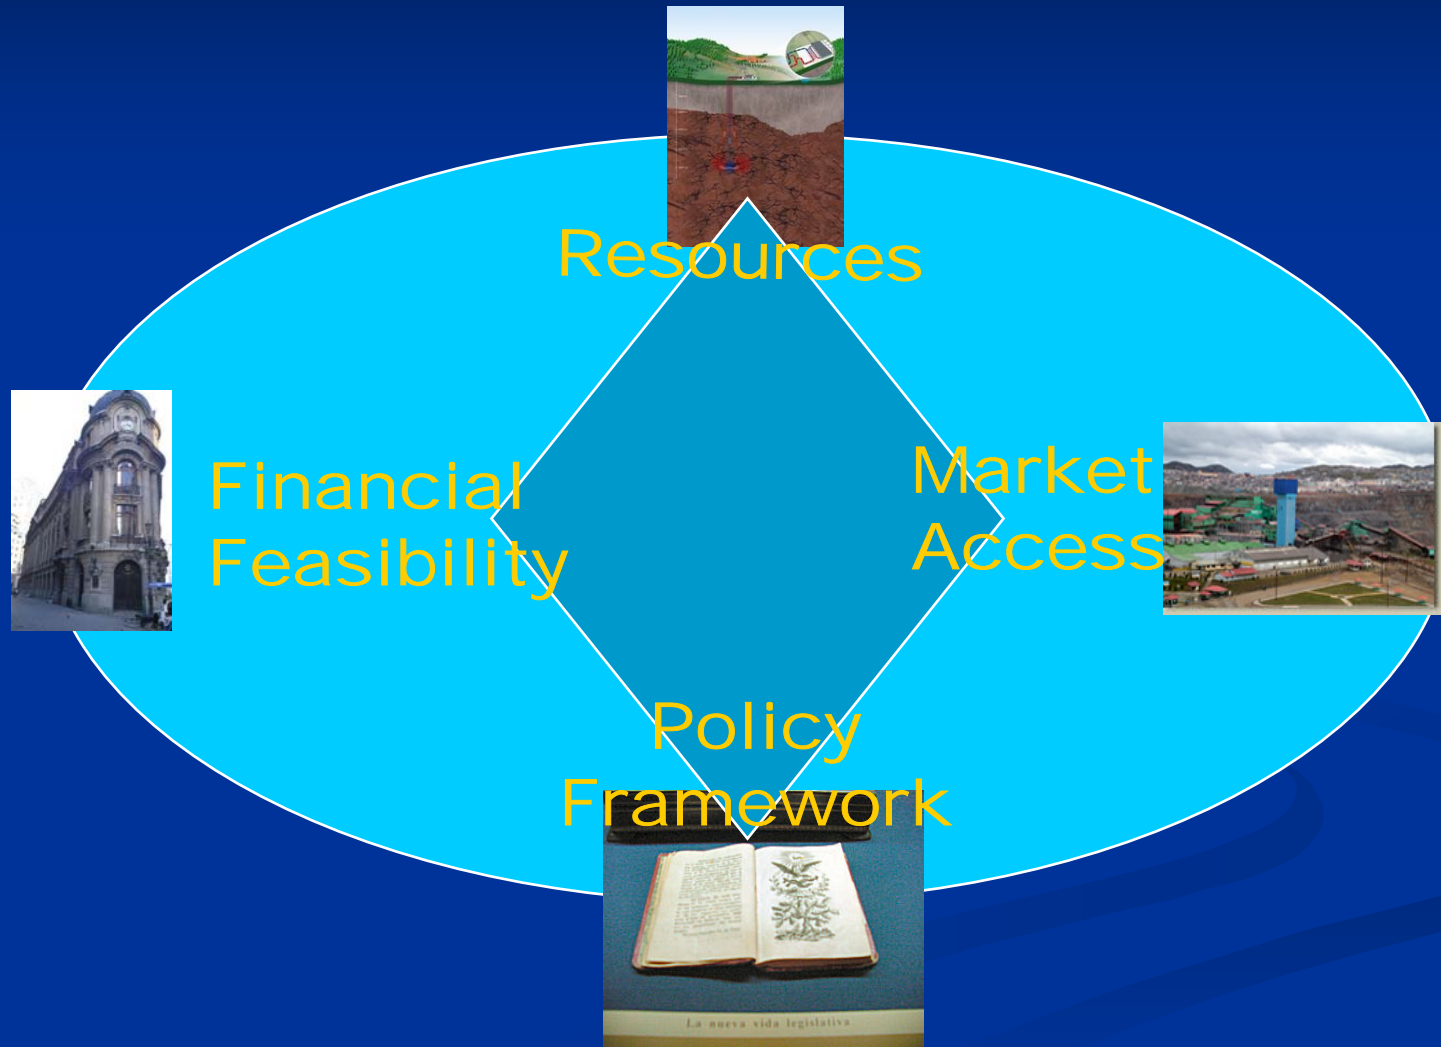 Resources
Financial
Feasibility
Market
Access
Policy
Framework
La nueva vida legislativa